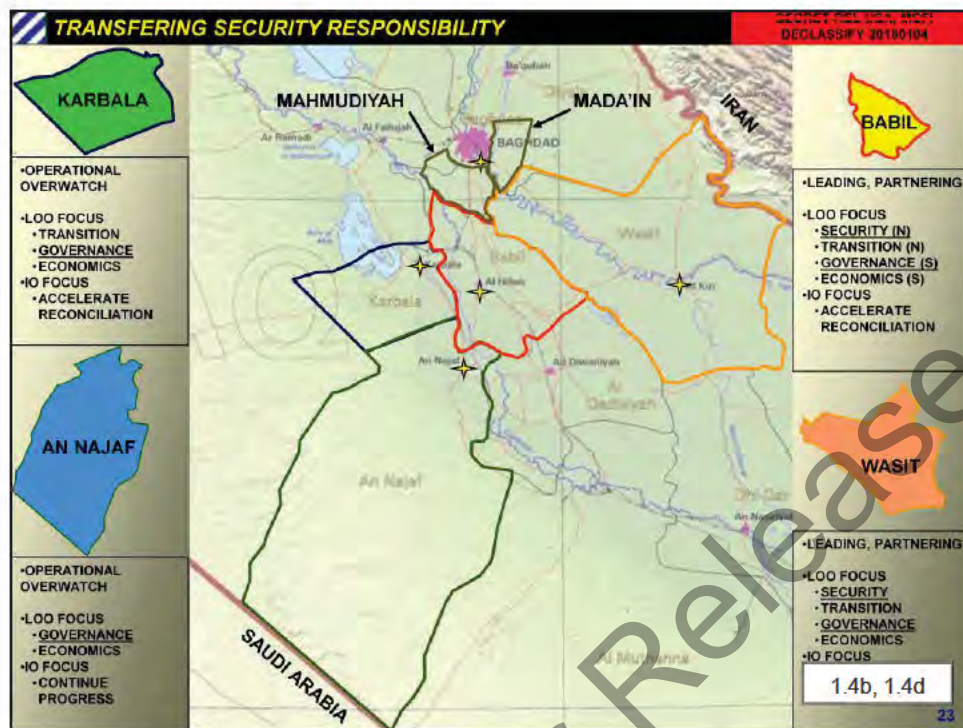 TRANSFERING SECURITY RESPONSIBILITY
DECLASSIFY 20180104
KARBALA
•OPERATIONAL
OVERWATCH
•LOO FOCUS
•TRANSITION
•GOVERNANCE
•ECONOMICS
•IO FOCUS
•ACCELERATE
RECONCILIATION
AN NAJAF
•OPERATIONAL
OVERWATCH
•LOO FOCUS
•GOVERNANCE
•ECONOMICS
•IO FOCUS
•CONTINUE
PROGRESS
MAHMUDIYAH
MADA'IN
IRAN
Ba'qubah
Al Fallujah
Ar Ramadi
BAGHDAD
Wasit
Babil
Al Hillah
Al Kut
Karbala
An Najaf
Ad Diwaniyah
Al
Qadisiyah
An Najaf
Dhi-Qar
Al Muthanna
SAUDI ARABIA
BABIL
•LEADING, PARTNERING
•LOO FOCUS
•SECURITY (N)
•TRANSITION (N)
•GOVERNANCE (S)
•ECONOMICS (S)
•IO FOCUS
•ACCELERATE
RECONCILIATION
WASIT
•LEADING, PARTNERING
•LOO FOCUS
•SECURITY
•TRANSITION
•GOVERNANCE
•ECONOMICS
•IO FOCUS
1.4b, 1.4d
23
Release